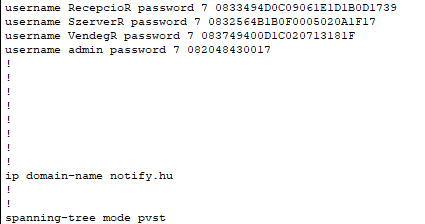 username RecepcioR password 7 0833494D0C09061E1D1B0D1739
username SzerverR password 7 0832564B1B0F0005020A1F17
username VendegR password 7 083749400D1C020713181F
username admin password 7 082048430017
!
!
!
!
!
!
!
!
ip domain-name notify.hu
!
!
spanning-tree mode pvst